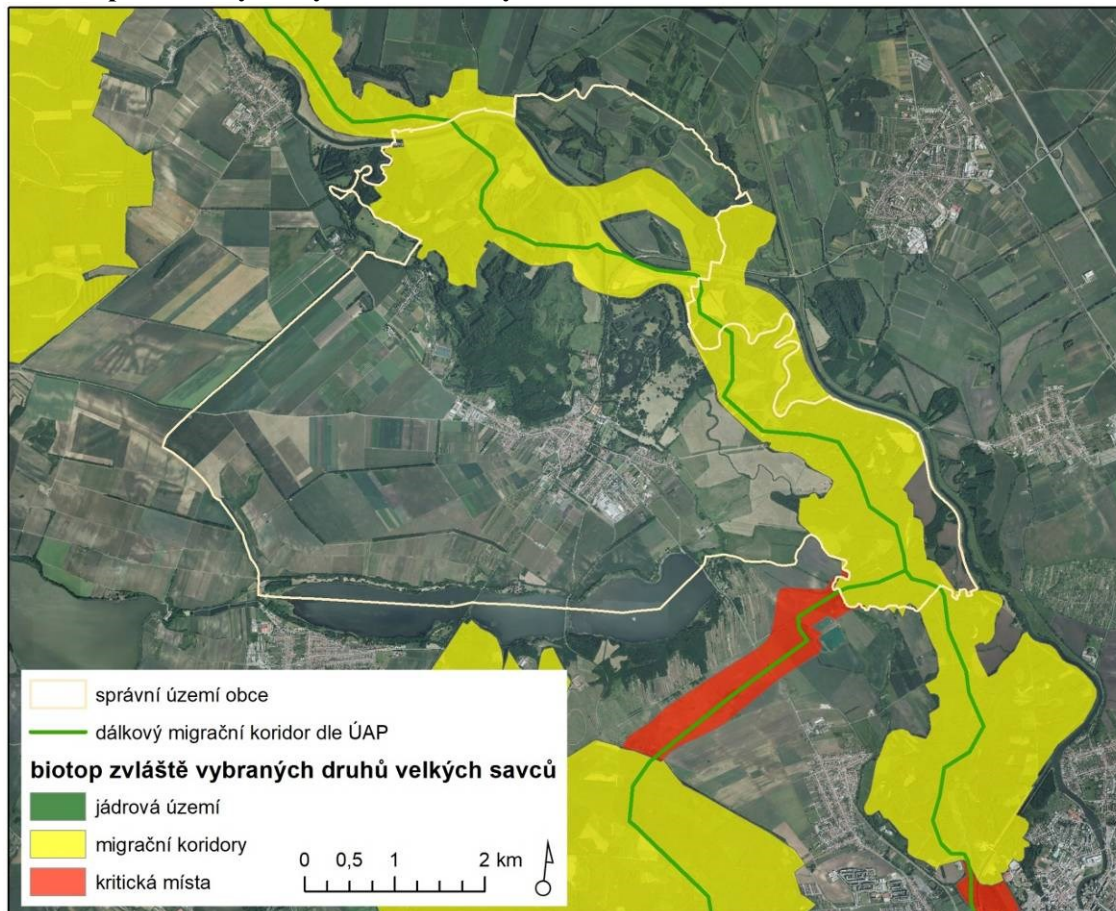 správní území obce
dálkový migrační koridor dle ÚAP
biotop zvláště vybraných druhů velkých savců
jádrová území
migrační koridory
kritická místa
0 0,5 1 2 km